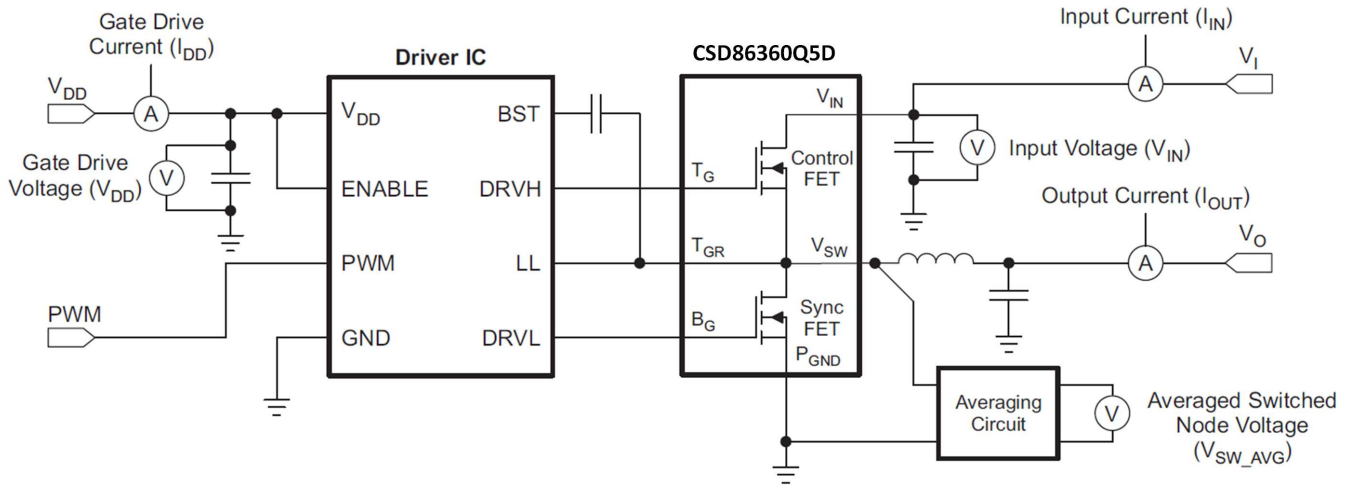 Gate Drive
Current (IDD)
VDD
A
Gate Drive
Voltage (VDD)
V
PWM
Driver IC
VDD
BST
ENABLE
DRVH
PWM
LL
GND
DRVL
CSD86360Q5D
VIN
TG
Control
FET
TGR
VSW
BG
Sync
FET
PGND
Input Current (IIN)
A
VI
V
Input Voltage (VIN)
Output Current (IOUT)
A
VO
Averaging
Circuit
V
Averaged Switched
Node Voltage
(VSW_AVG)